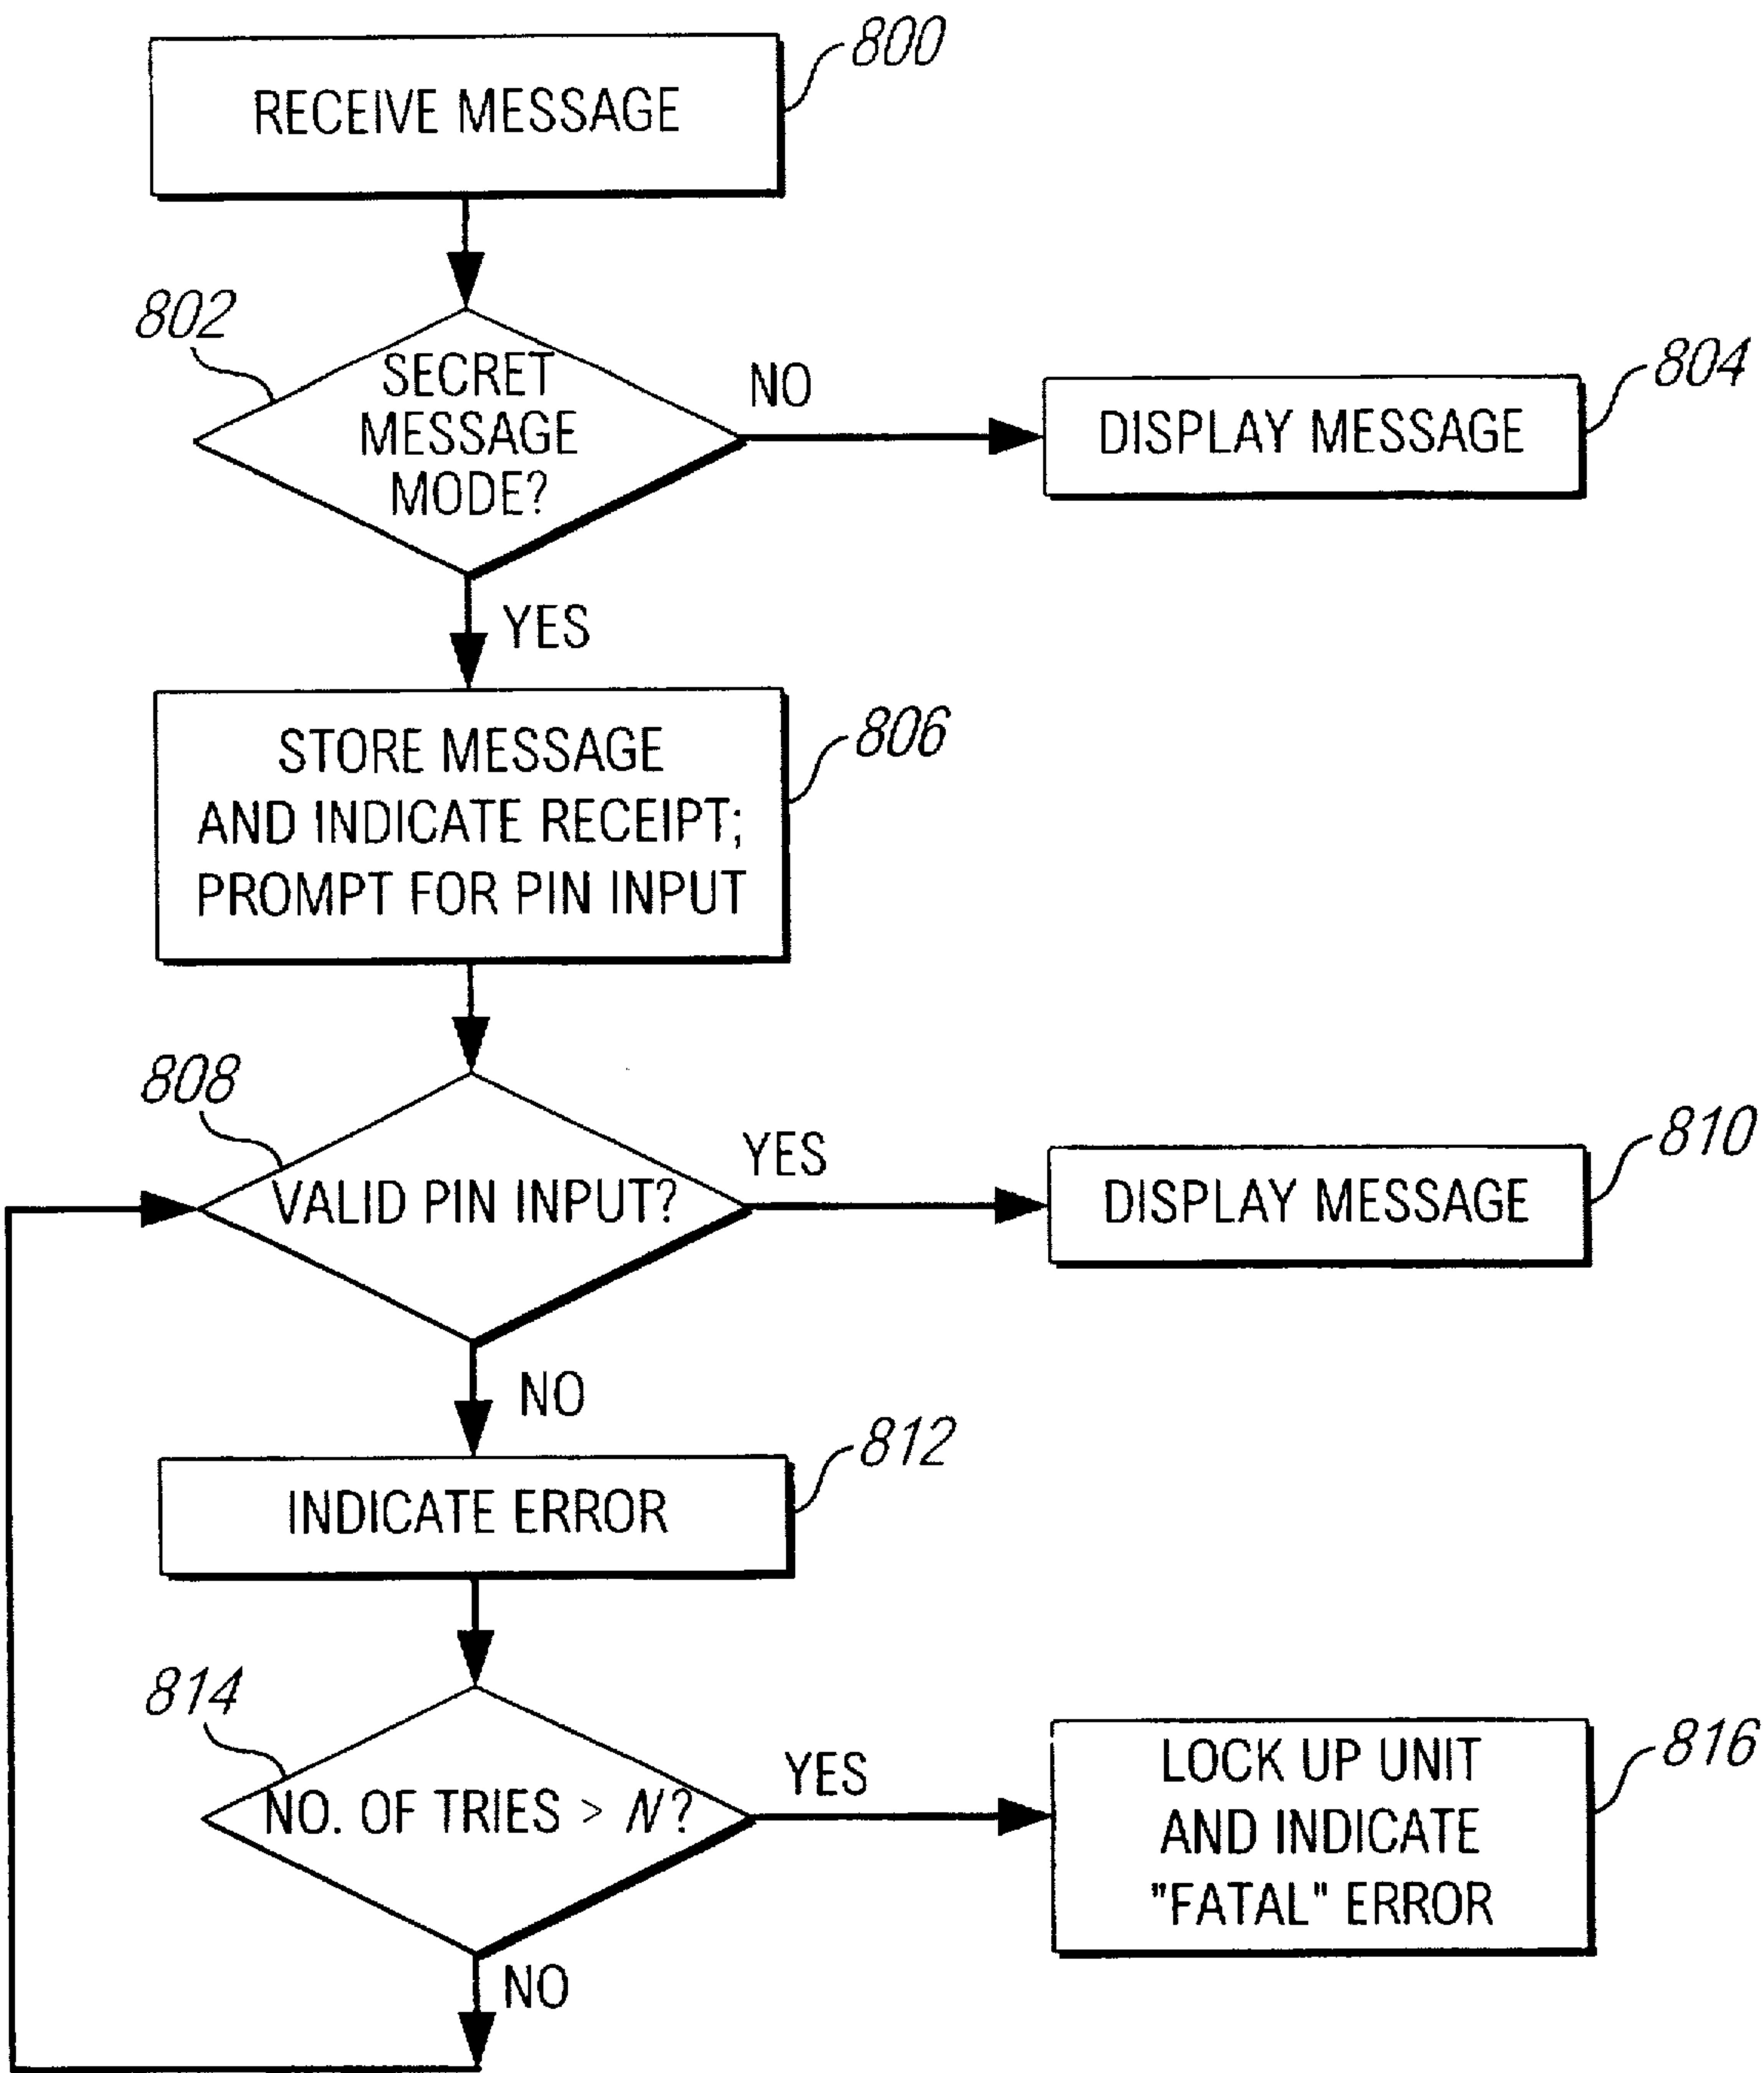 800
RECEIVE MESSAGE
802
SECRET
MESSAGE
MODE?
NO
804
DISPLAY MESSAGE
YES
806
STORE MESSAGE
AND INDICATE RECEIPT;
PROMPT FOR PIN INPUT
808
VALID PIN INPUT?
YES
810
DISPLAY MESSAGE
NO
812
INDICATE ERROR
814
NO. OF TRIES > N?
YES
816
LOCK UP UNIT
AND INDICATE
"FATAL" ERROR
NO